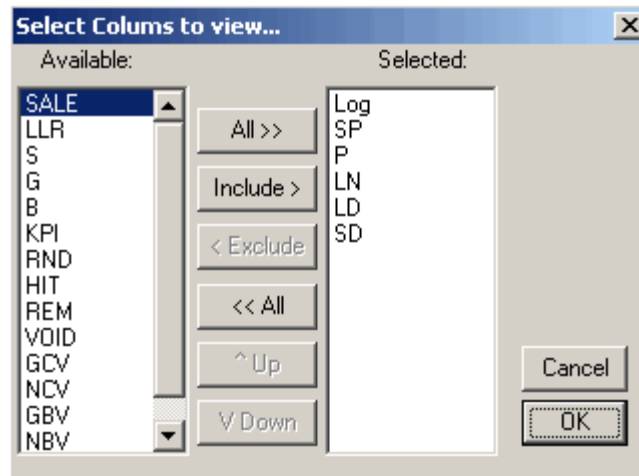 Select Colums to view...
Available:
Selected:
SALE
LLR
S
G
B
KPI
RND
HIT
REM
VOID
GCV
NCV
GBV
NBV
All >>
Include >
< Exclude
<< All
^ Up
V Down
Log
SP
P
LN
LD
SD
Cancel
OK